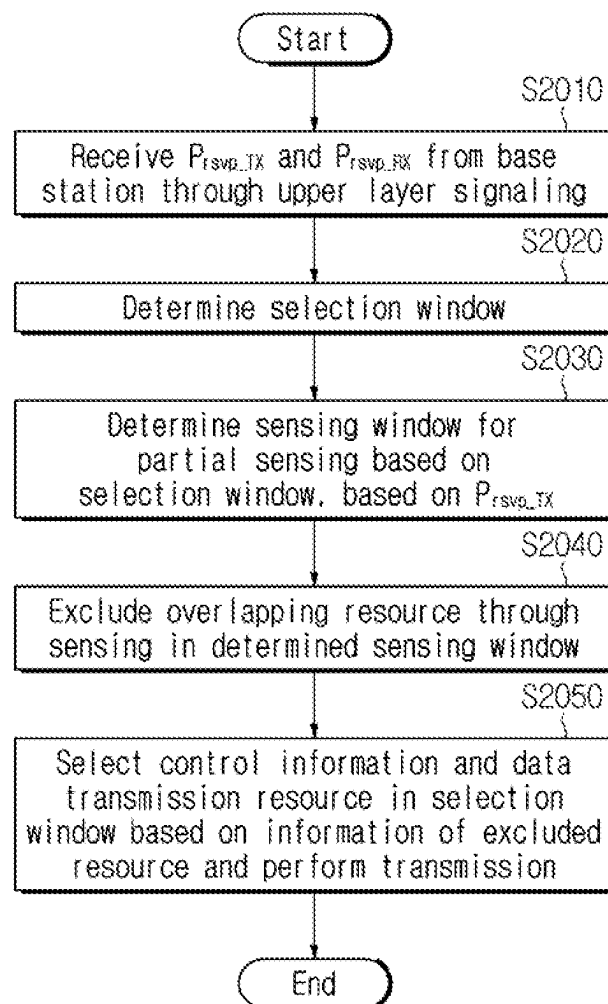 Start
S2010
Receive Prsvp_TX and Prsvp_RX from base
station through upper layer signaling
S2020
Determine selection window
S2030
Determine sensing window for
partial sensing based on
selection window. based on Prsvp_TX
S2040
Exclude overlapping resource through
sensing in determined sensing window
S2050
Select control information and data
transmission resource in selection
window based on information of excluded
resource and perform transmission
End